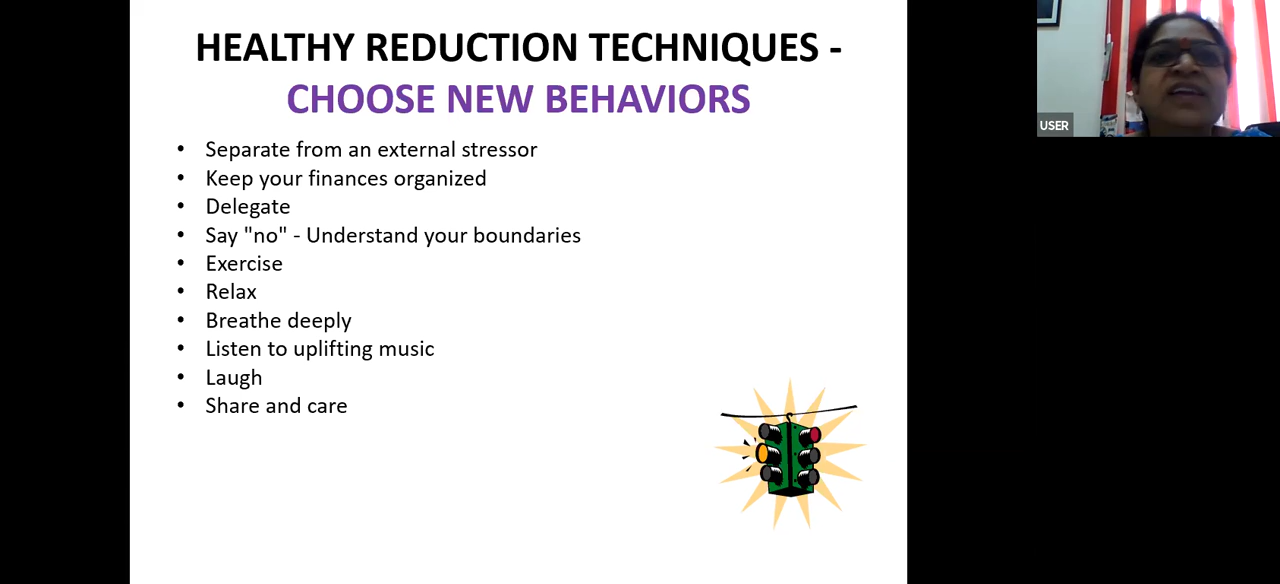 HEALTHY REDUCTION TECHNIQUES -
CHOOSE NEW BEHAVIORS
• Separate from an external stressor
• Keep your finances organized
• Delegate
• Say "no" - Understand your boundaries
• Exercise
• Relax
• Breathe deeply
• Listen to uplifting music
• Laugh
• Share and care
USER